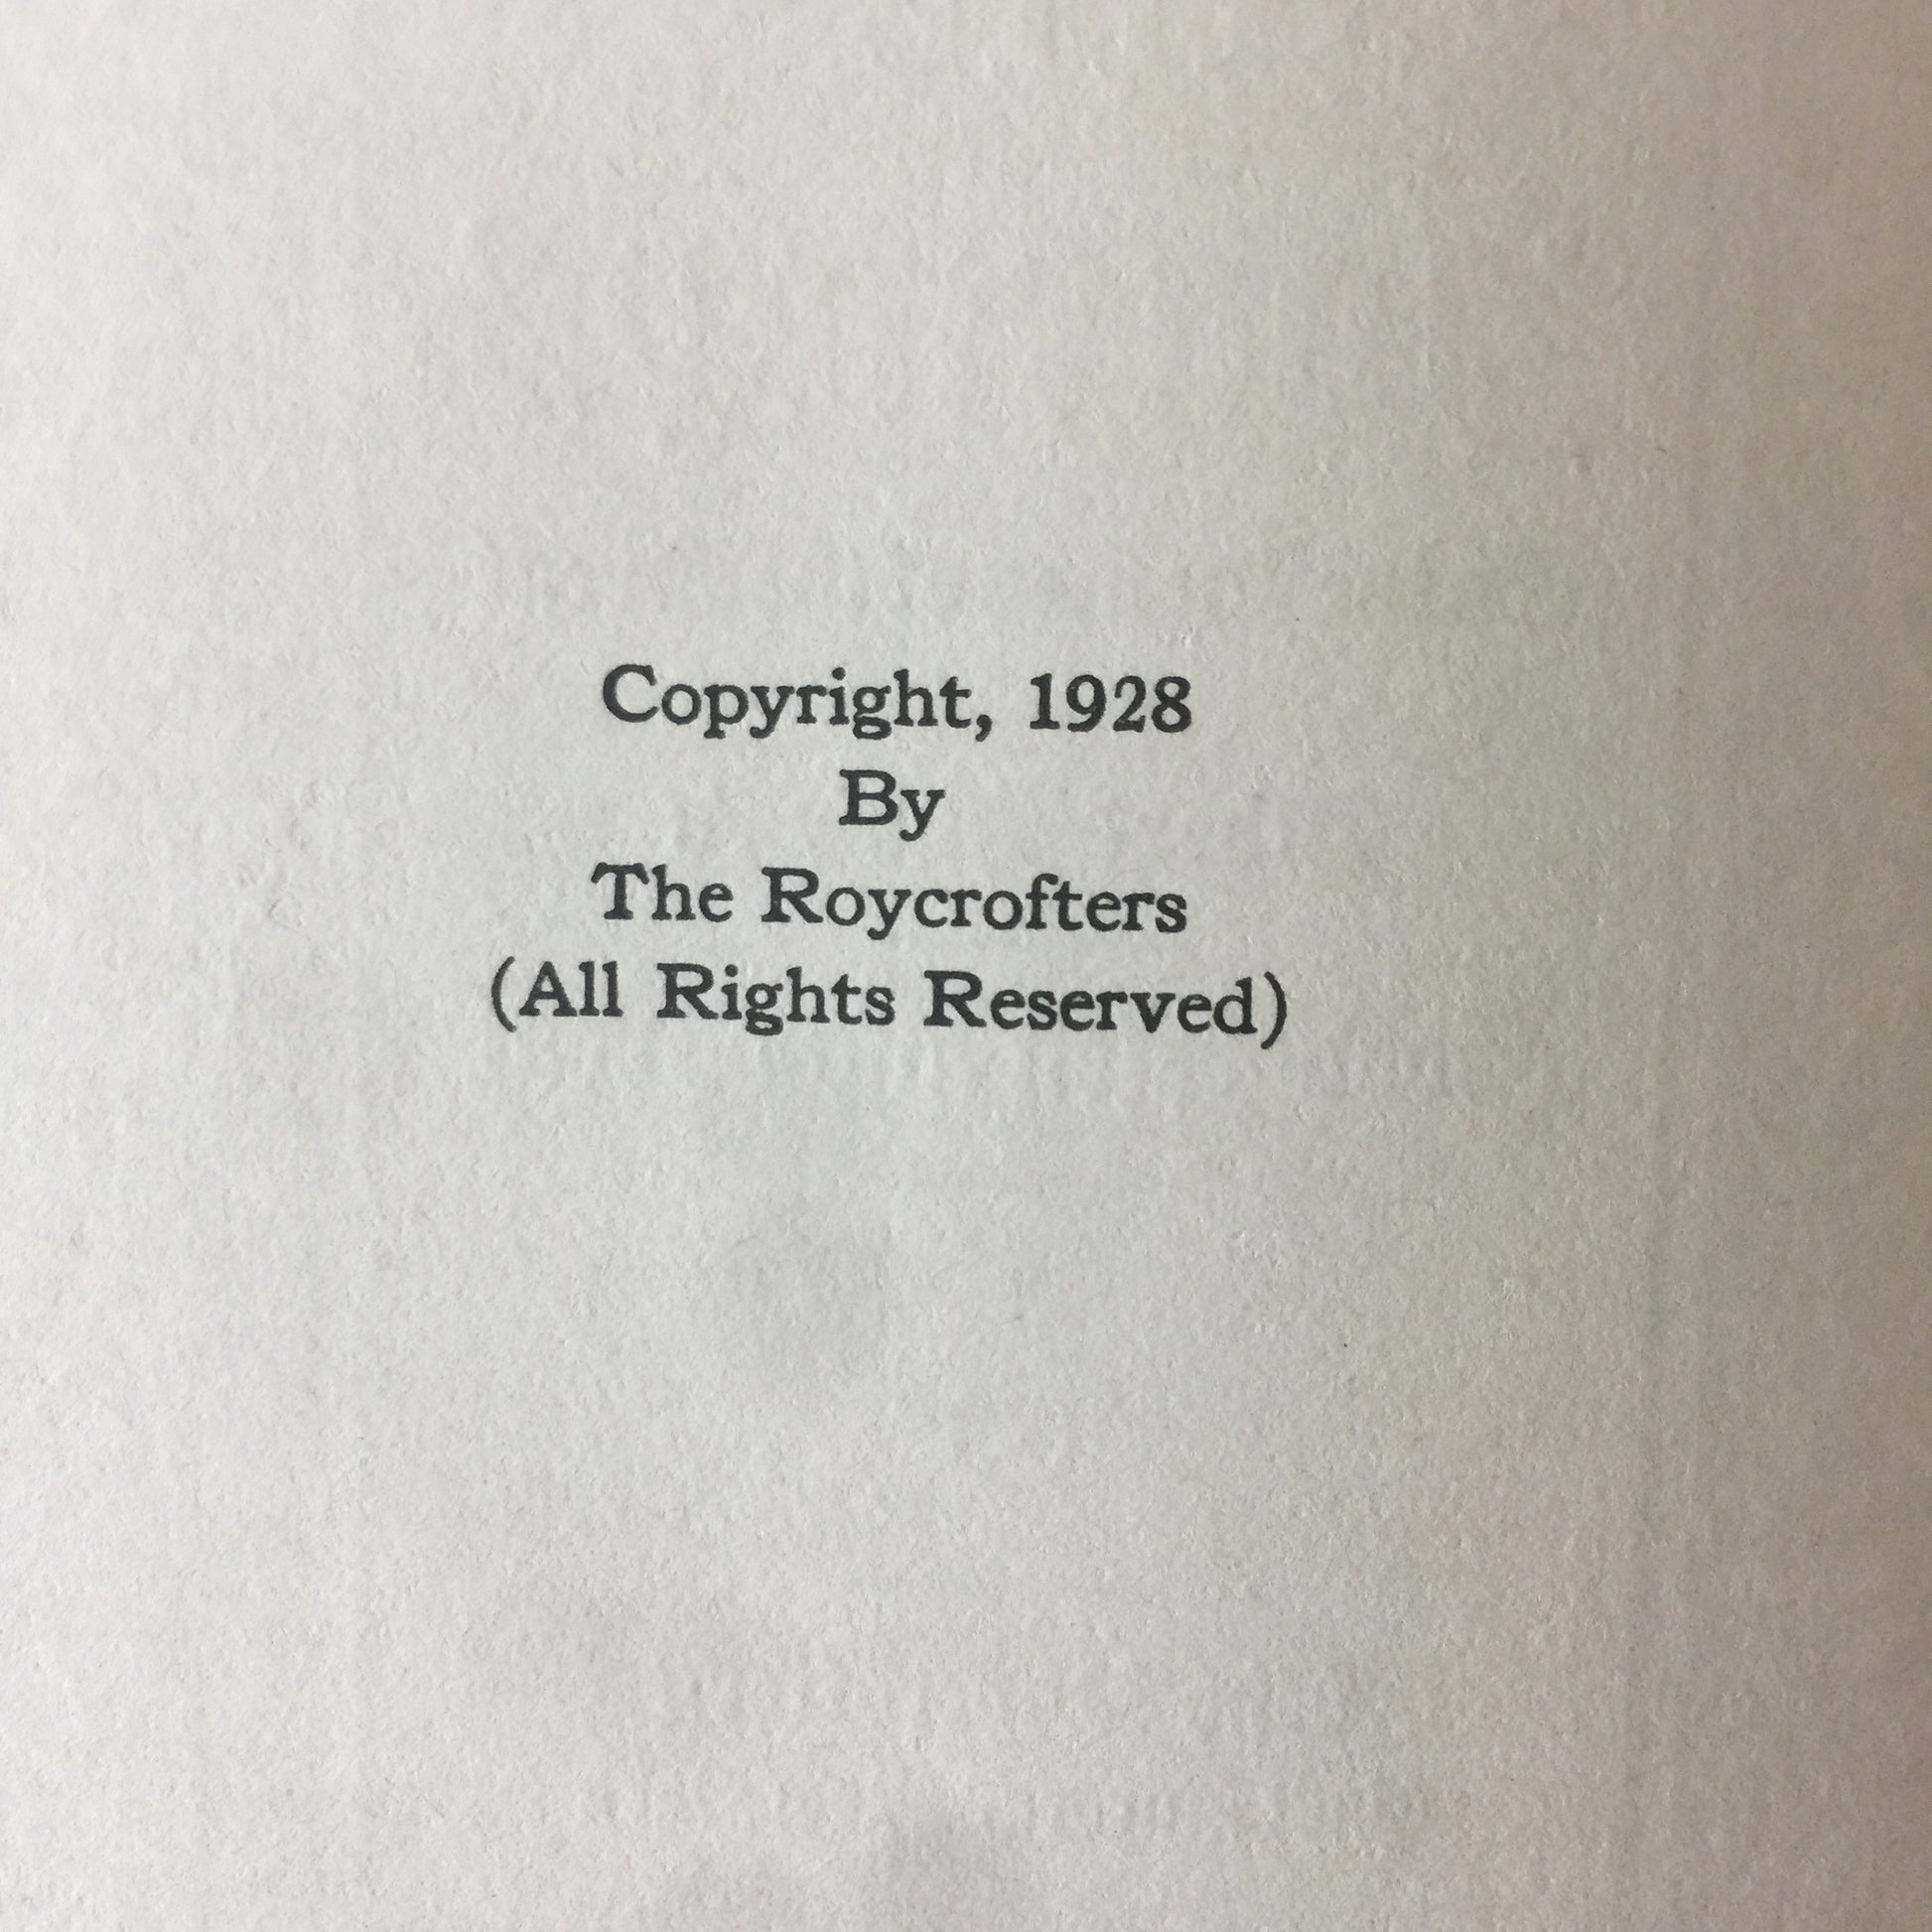 Copyright, 1928
By
The Roycrofters
(All Rights Reserved)